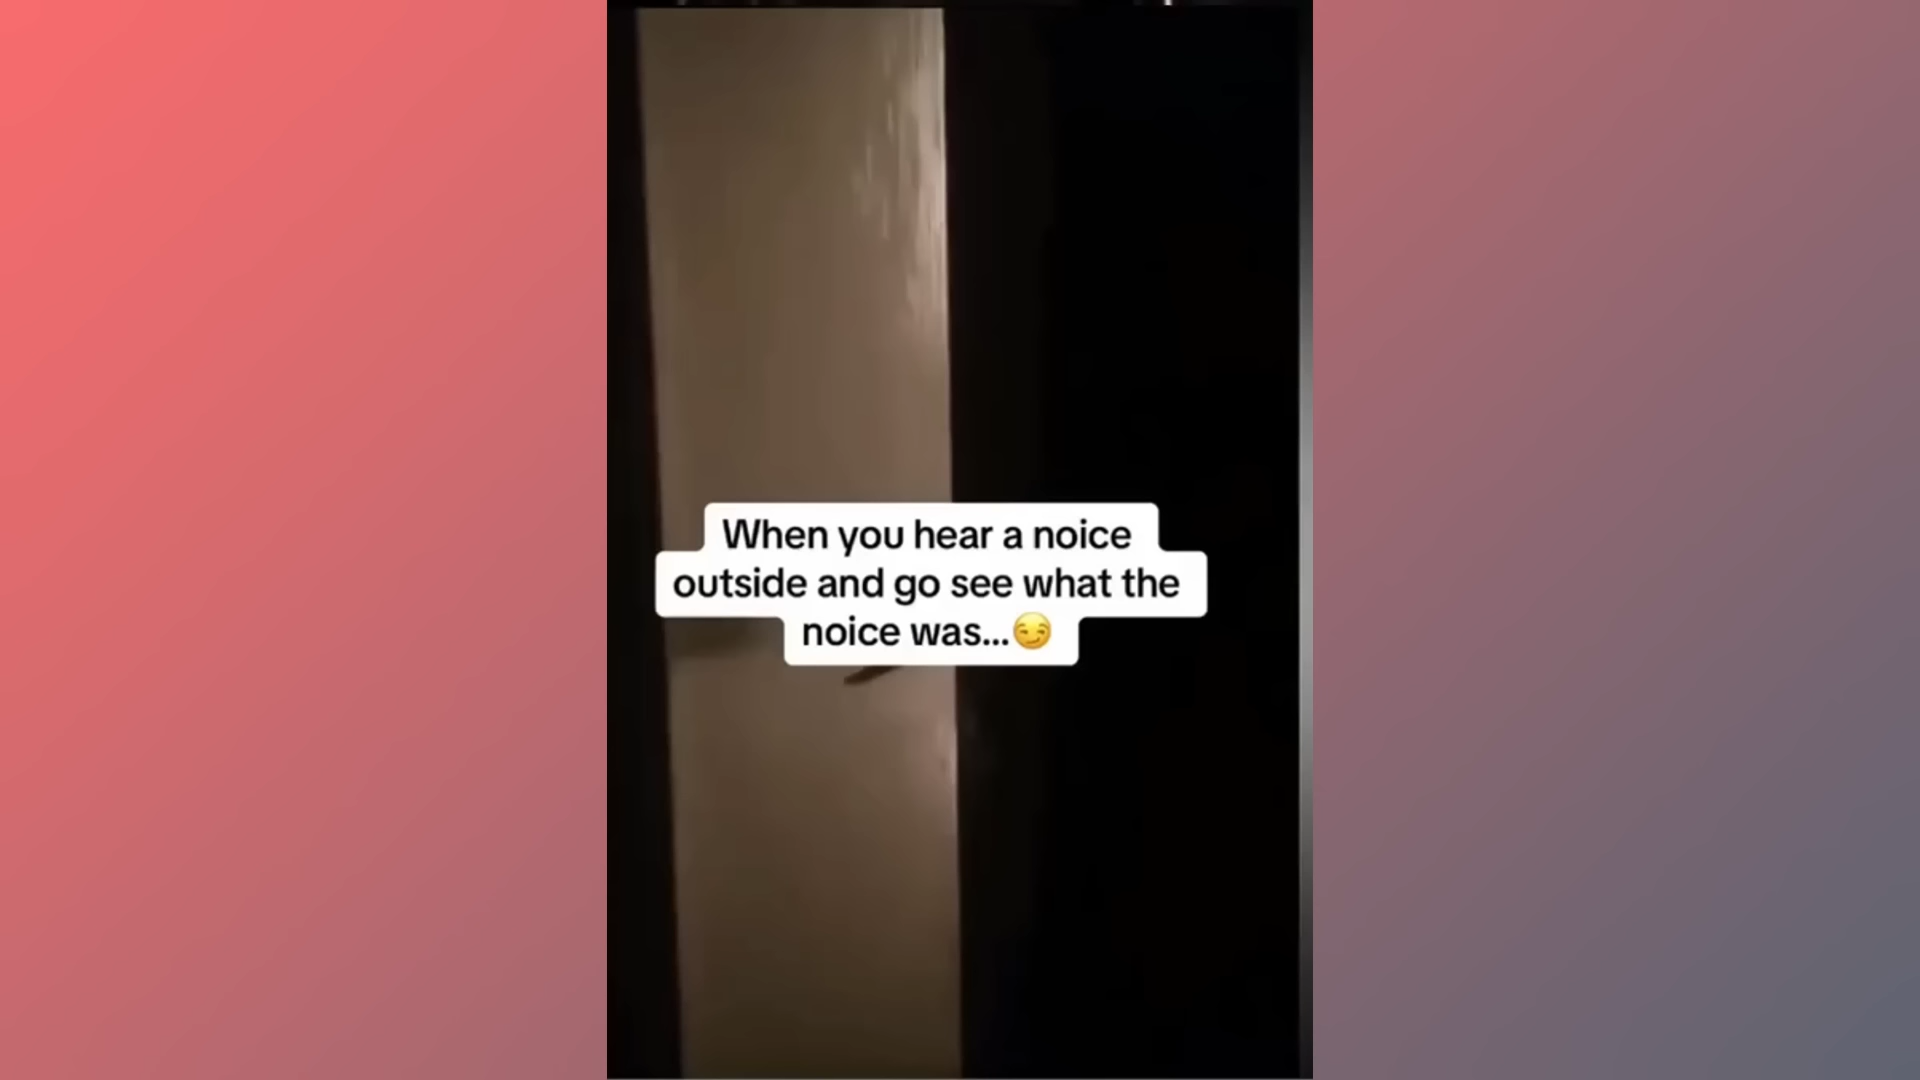 When you hear a noice
outside and go see what the
noice was...😏